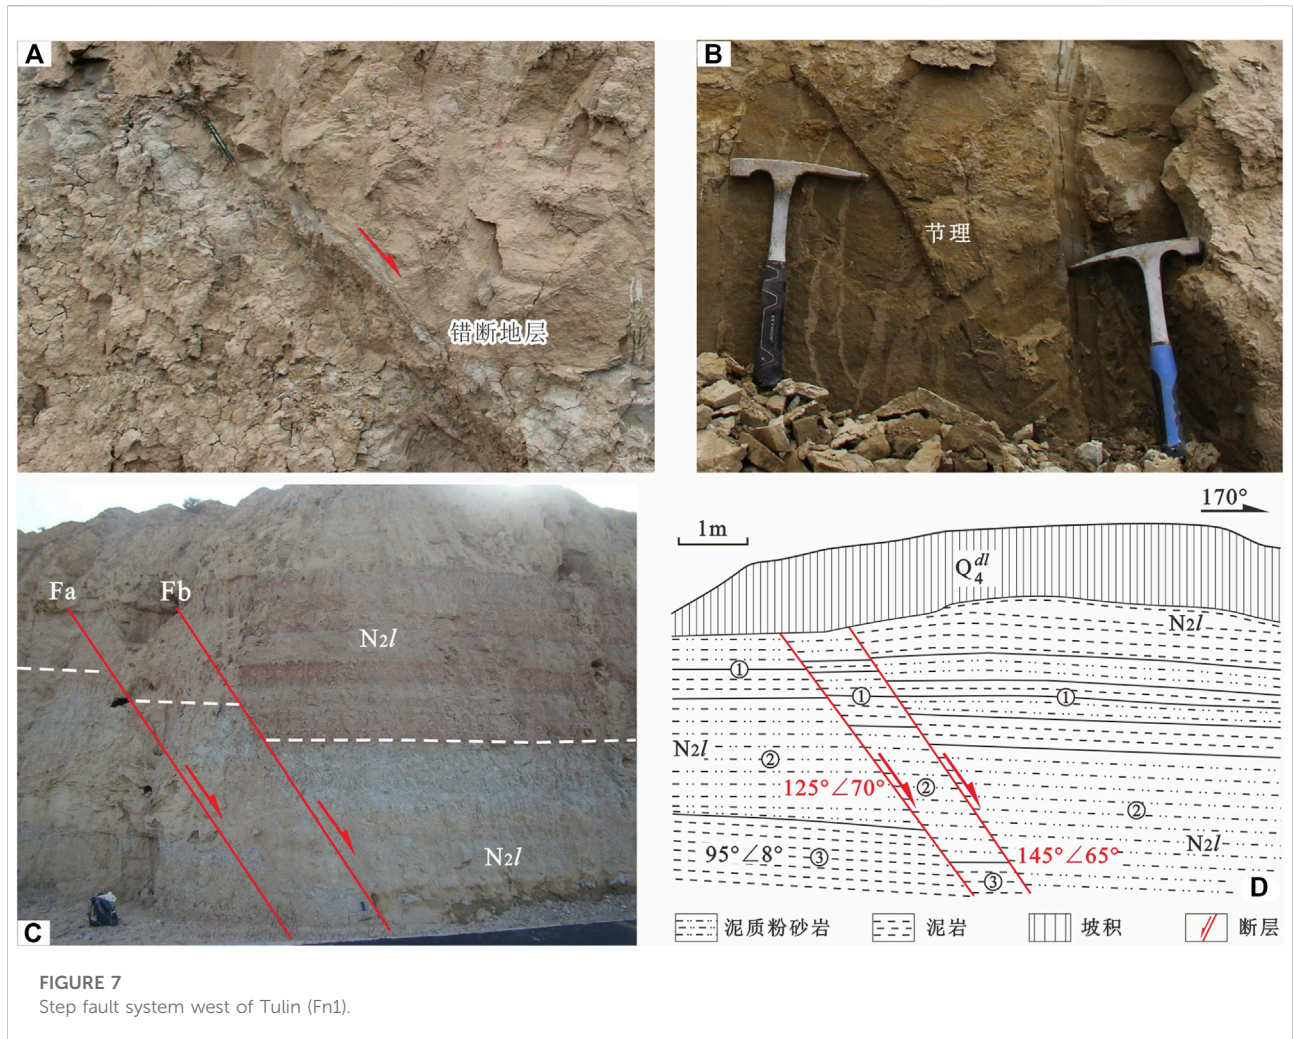 A
错断地层
B
节理
Fa
Fb
N₂l
N₂l
C
1m
170°
Q₄ᵈˡ
N₂l
①
①
①
N₂l
②
125°∠70°
②
②
N₂l
95°∠8°
③
145°∠65°
③
D
泥质粉砂岩
泥岩
坡积
断层
FIGURE 7
Step fault system west of Tulin (Fn1).